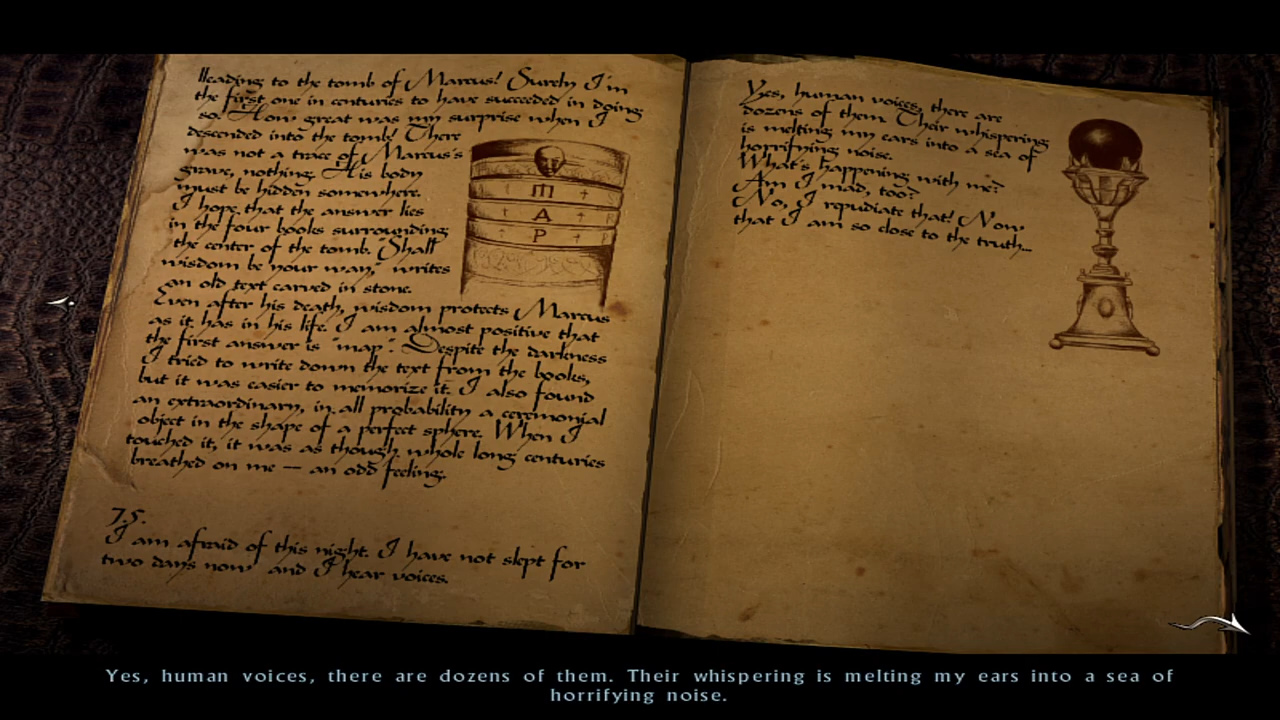 leading to the tomb of Marcus! Surely I'm
the first one in centuries to have succeeded in doing
so. How great was my surprise when I
descended into the tomb! There
was not a trace of Marcus's
grave, nothing. His body
must be hidden somewhere.
I hope that the answer lies
in the four books surrounding
the center of the tomb. "Shall
wisdom be your way," writes
an old text carved in stone.
Even after his death, wisdom protects Marcus
as it has in his life. I am almost positive that
the first answer is "map". Despite the darkness
I tried to write down the text from the books,
but it was easier to memorize it. I also found
an extraordinary, in all probability a ceremonial
object in the shape of a perfect sphere. When I
touched it, it was as though whole long centuries
breathed on me — an odd feeling.
M
A
P
7.5.
I am afraid of this night. I have not slept for
two days now and I hear voices.
Yes, human voices, there are
dozens of them. Their whispering
is melting my ears into a sea of
horrifying noise.
What's happening with me?
Am I mad, too?
No, I repudiate that! Now,
that I am so close to the truth...
Yes, human voices, there are dozens of them. Their whispering is melting my ears into a sea of
horrifying noise.